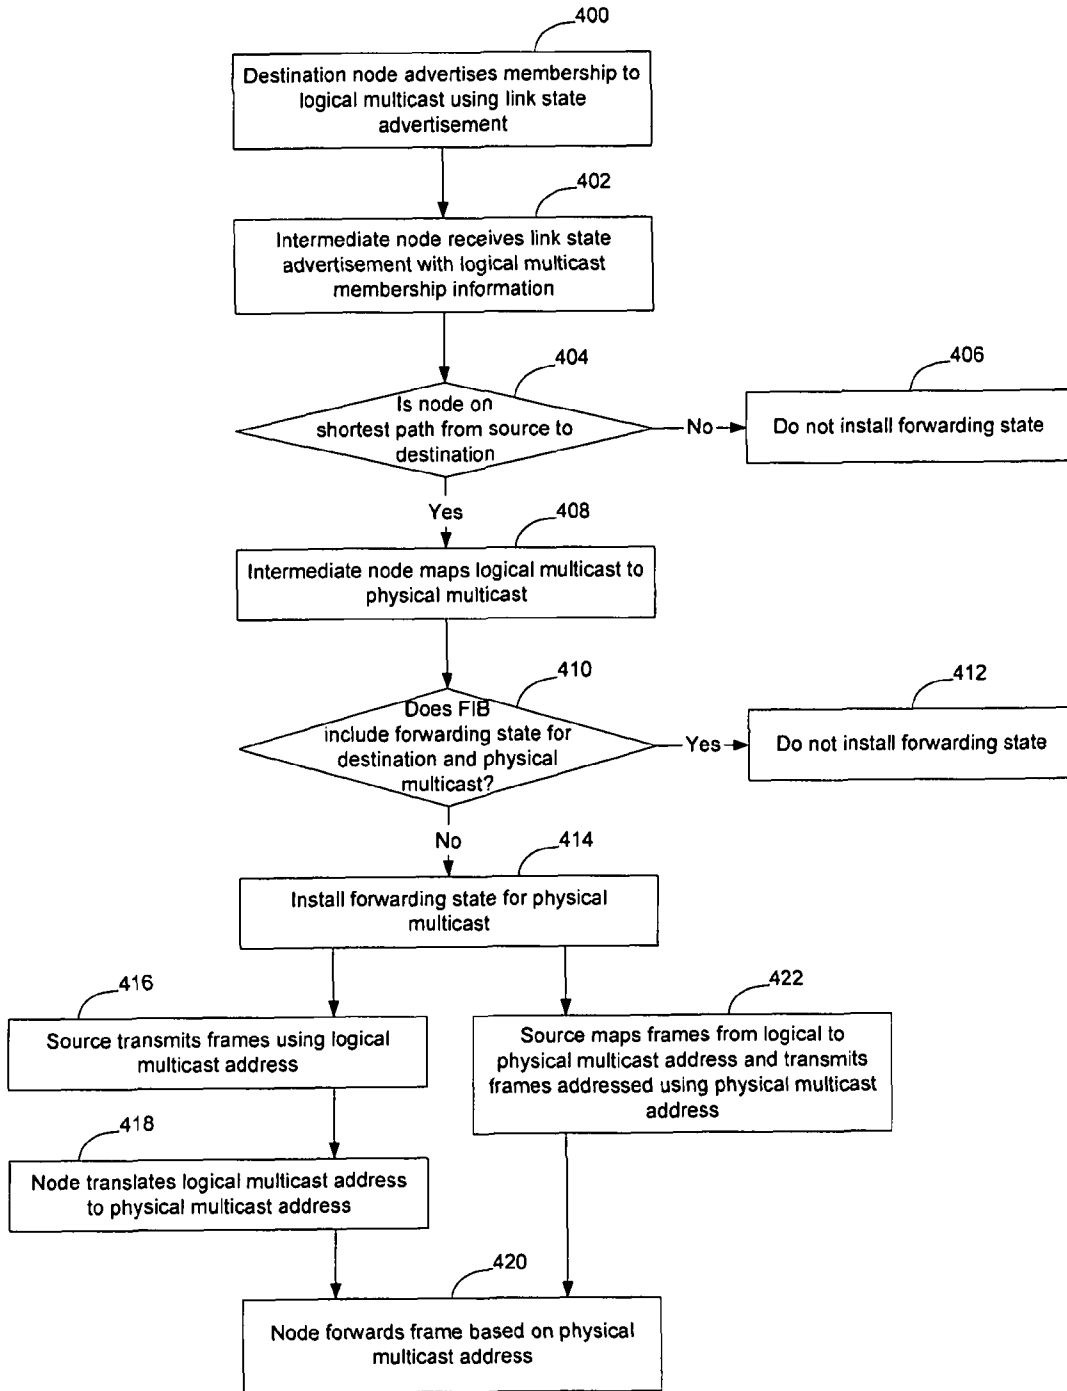 400
Destination node advertises membership to
logical multicast using link state
advertisement
402
Intermediate node receives link state
advertisement with logical multicast
membership information
404
Is node on
shortest path from source to
destination
No
406
Do not install forwarding state
Yes
408
Intermediate node maps logical multicast to
physical multicast
410
Does FIB
include forwarding state for
destination and physical
multicast?
Yes
412
Do not install forwarding state
No
414
Install forwarding state for physical
multicast
416
Source transmits frames using logical
multicast address
422
Source maps frames from logical to
physical multicast address and transmits
frames addressed using physical multicast
address
418
Node translates logical multicast address
to physical multicast address
420
Node forwards frame based on physical
multicast address